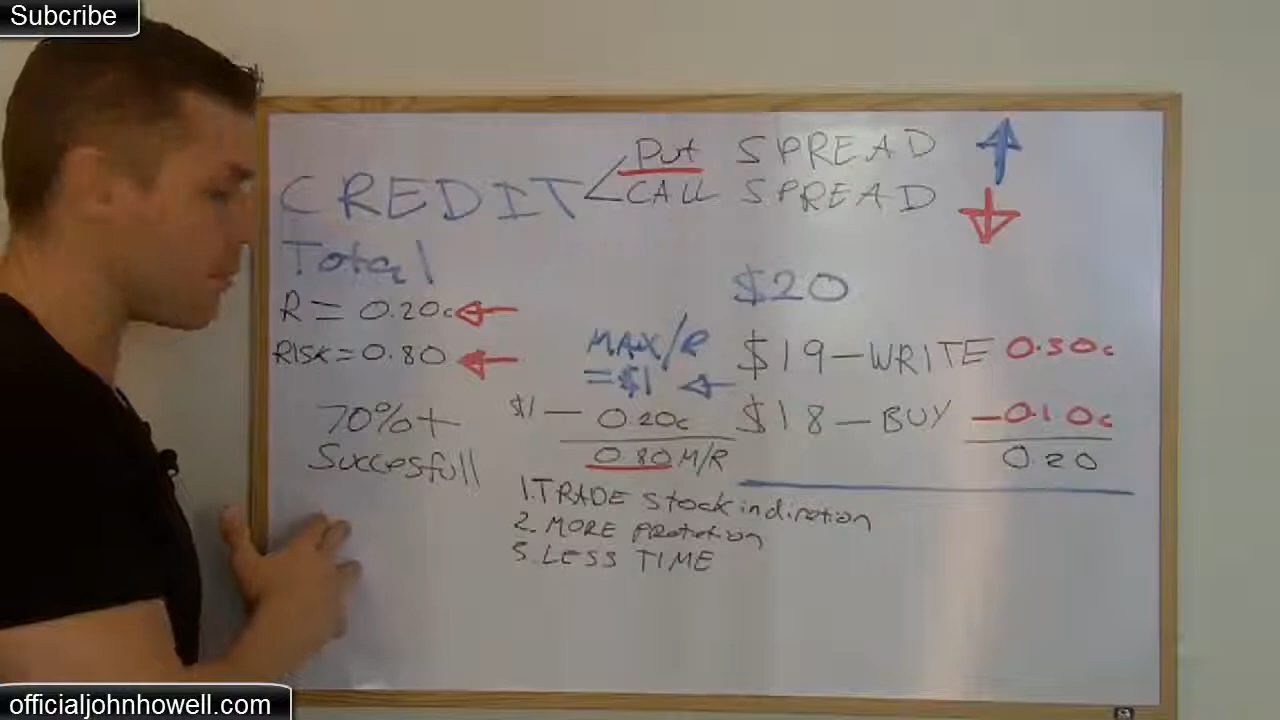 Subcribe
CREDIT
Put SPREAD
CALL SPREAD
Total
R = 0.20c
RISK = 0.80
70%+
Succesfull
MAX/R
= $1
$1 - 0.20c
0.80 M/R
$20
$19 - WRITE 0.30c
$18 - BUY -0.10c
0.20
1. TRADE Stock in dirction
2. MORE Protection
3. LESS TIME
officialjohnhowell.com